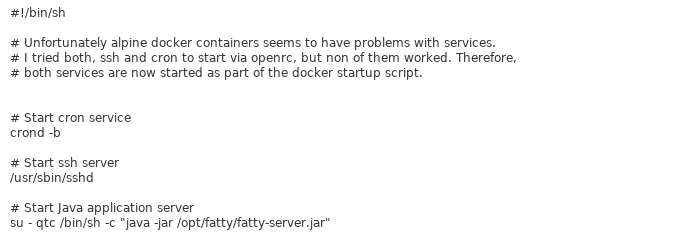 #!/bin/sh
# Unfortunately alpine docker containers seems to have problems with services.
# I tried both, ssh and cron to start via openrc, but non of them worked. Therefore,
# both services are now started as part of the docker startup script.
# Start cron service
crond -b
# Start ssh server
/usr/sbin/sshd
# Start Java application server
su - qtc /bin/sh -c "java -jar /opt/fatty/fatty-server.jar"